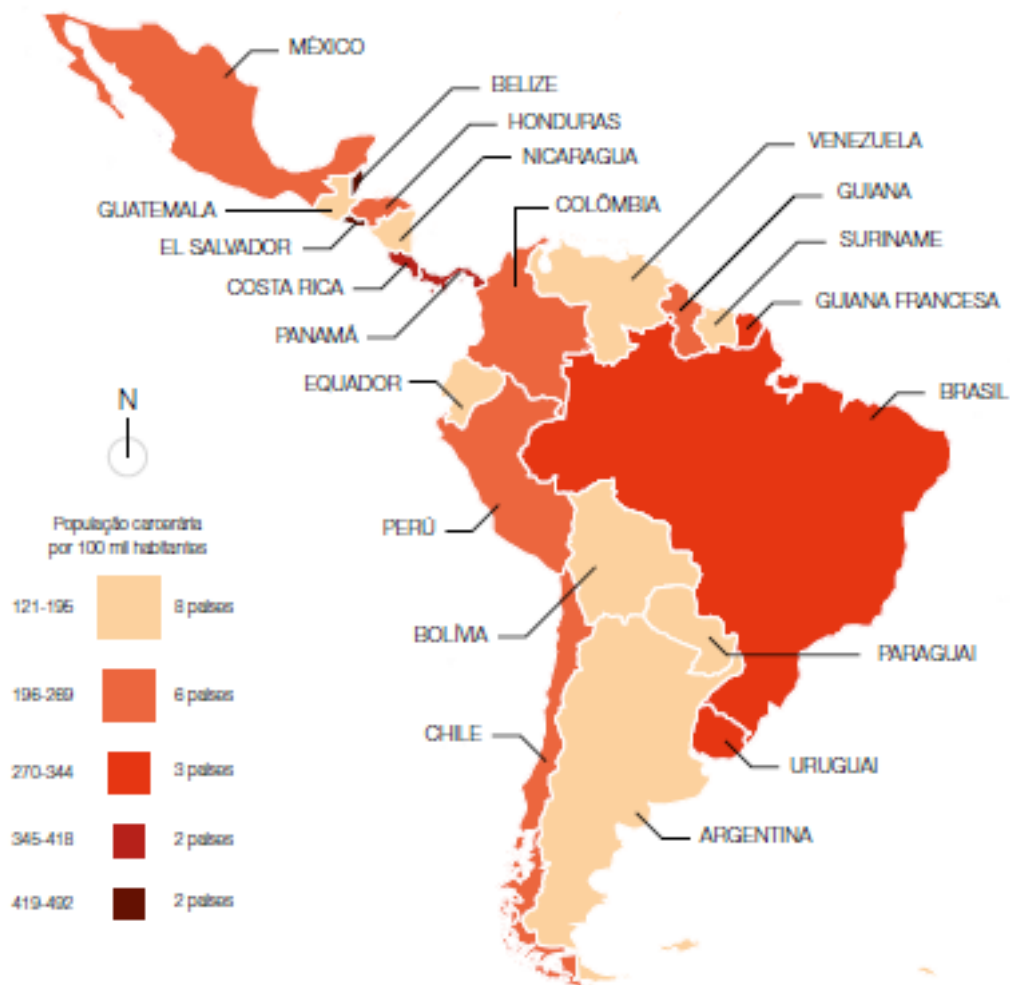 MÉXICO
BELIZE
HONDURAS
NICARAGUA
VENEZUELA
GUATEMALA
COLÔMBIA
GUIANA
EL SALVADOR
SURINAME
COSTA RICA
GUIANA FRANCESA
PANAMÁ
EQUADOR
BRASIL
N
PERÚ
População carcerária
por 100 mil habitantes
121-195 8 países
BOLÍVIA
PARAGUAI
196-269 6 países
CHILE
270-344 3 países
URUGUAI
345-418 2 países
ARGENTINA
419-492 2 países